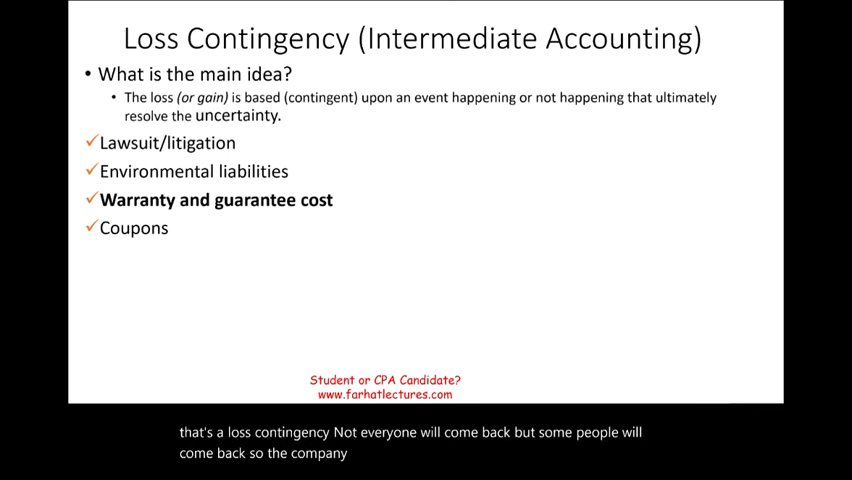 Loss Contingency (Intermediate Accounting)
• What is the main idea?
• The loss (or gain) is based (contingent) upon an event happening or not happening that ultimately
resolve the uncertainty.
✓Lawsuit/litigation
✓Environmental liabilities
✓Warranty and guarantee cost
✓Coupons
Student or CPA Candidate?
www.farhatlectures.com
that's a loss contingency Not everyone will come back but some people will
come back so the company